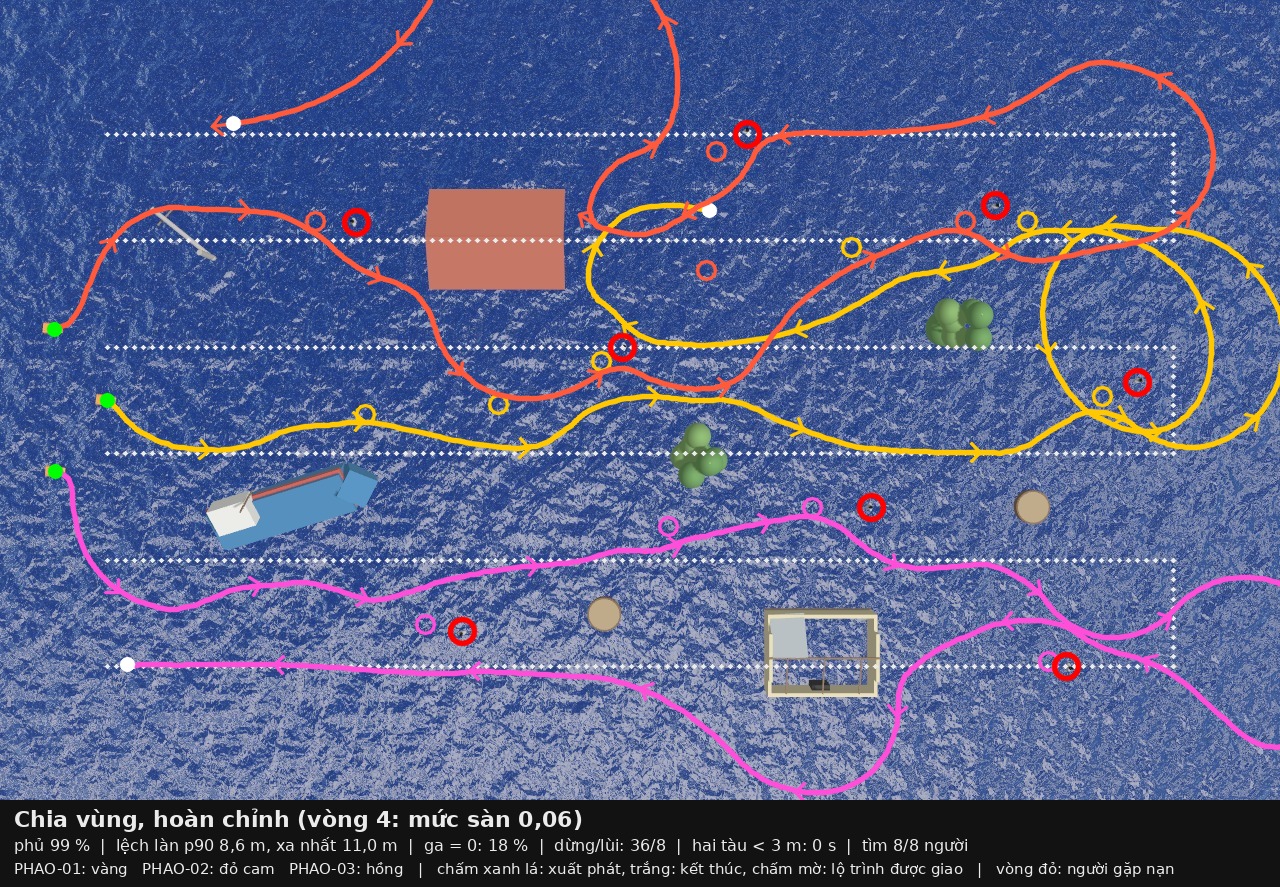 Chia vùng, hoàn chỉnh (vòng 4: mức sàn 0,06)
phủ 99 % | lệch làn p90 8,6 m, xa nhất 11,0 m | ga = 0: 18 % | dừng/lùi: 36/8 | hai tàu < 3 m: 0 s | tìm 8/8 người
PHAO-01: vàng PHAO-02: đỏ cam PHAO-03: hồng | chấm xanh lá: xuất phát, trắng: kết thúc, chấm mờ: lộ trình được giao | vòng đỏ: người gặp nạn